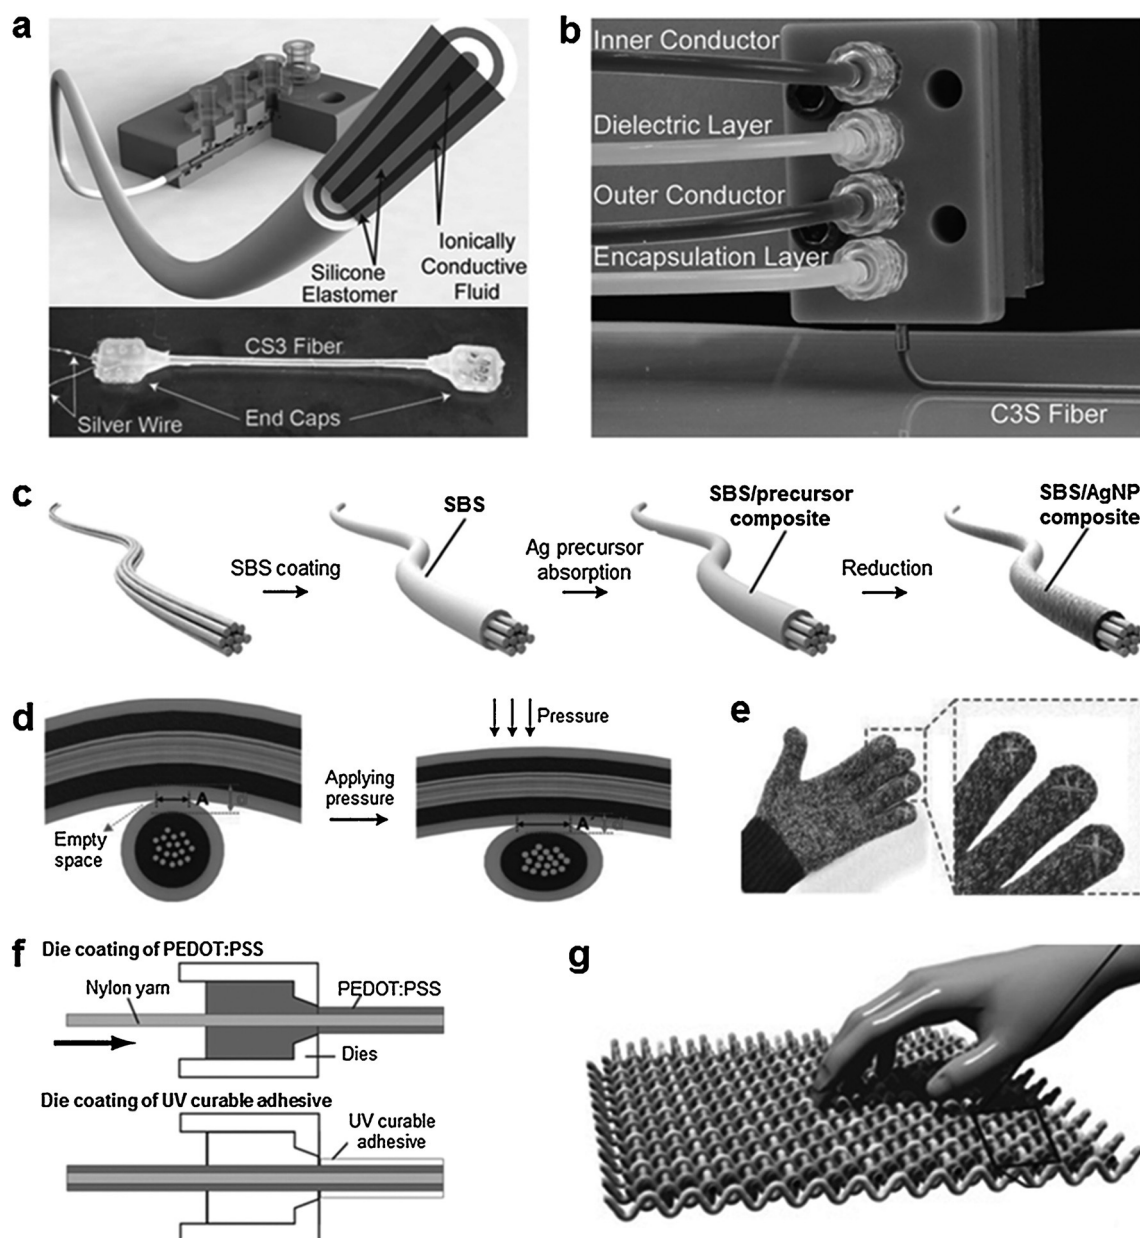 a
Ionically
Conductive
Fluid
Silicone
Elastomer
CS3 Fiber
End Caps
Silver Wire
b
Inner Conductor
Dielectric Layer
Outer Conductor
Encapsulation Layer
C3S Fiber
c
SBS coating
SBS
Ag precursor
absorption
SBS/precursor
composite
Reduction
SBS/AgNP
composite
d
A
Empty
space
Applying
pressure
Pressure
A'
e
f
Die coating of PEDOT:PSS
Nylon yarn
PEDOT:PSS
Dies
Die coating of UV curable adhesive
UV curable
adhesive
g